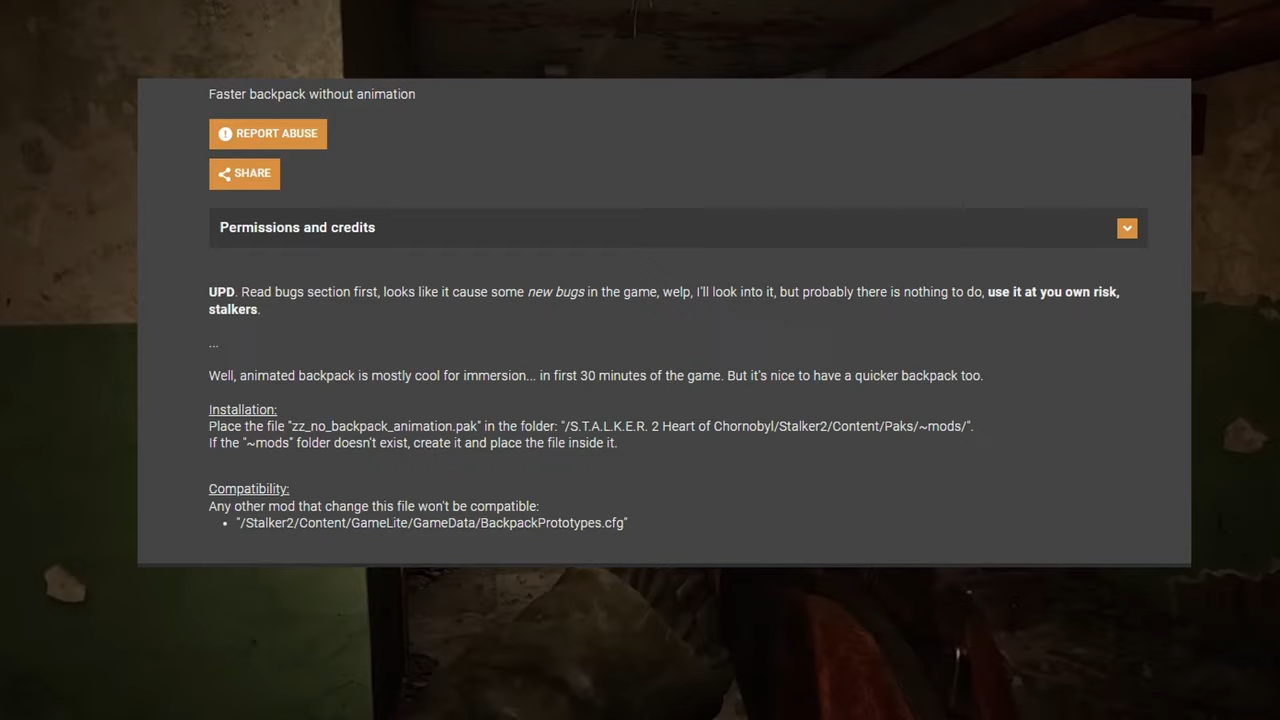 Faster backpack without animation
REPORT ABUSE
SHARE
Permissions and credits
UPD. Read bugs section first, looks like it cause some new bugs in the game, welp, I'll look into it, but probably there is nothing to do, use it at you own risk,
stalkers.
...
Well, animated backpack is mostly cool for immersion... in first 30 minutes of the game. But it's nice to have a quicker backpack too.
Installation:
Place the file "zz_no_backpack_animation.pak" in the folder: "/S.T.A.L.K.E.R. 2 Heart of Chornobyl/Stalker2/Content/Paks/~mods/".
If the "~mods" folder doesn't exist, create it and place the file inside it.
Compatibility:
Any other mod that change this file won't be compatible:
• "/Stalker2/Content/GameLite/GameData/BackpackPrototypes.cfg"